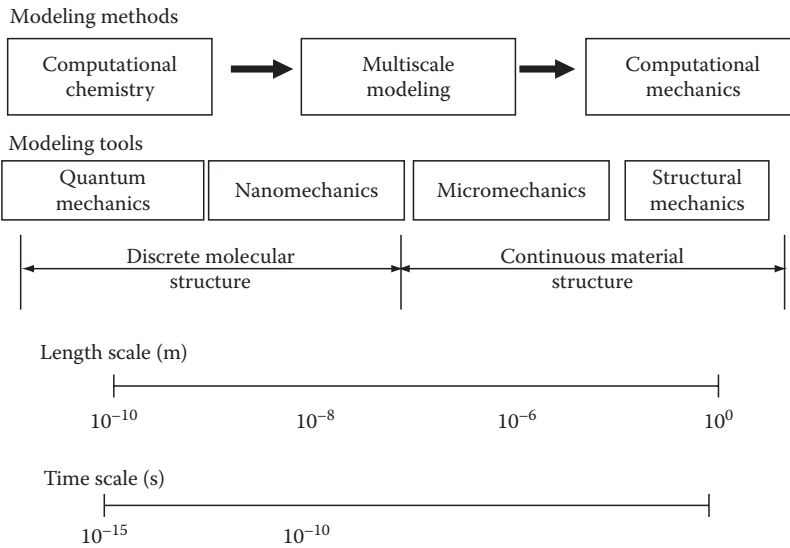 Modeling methods
Computational
chemistry
Multiscale
modeling
Computational
mechanics
Modeling tools
Quantum
mechanics
Nanomechanics
Micromechanics
Structural
mechanics
Discrete molecular
structure
Continuous material
structure
Length scale (m)
10⁻¹⁰ 10⁻⁸ 10⁻⁶ 10⁰
Time scale (s)
10⁻¹⁵ 10⁻¹⁰